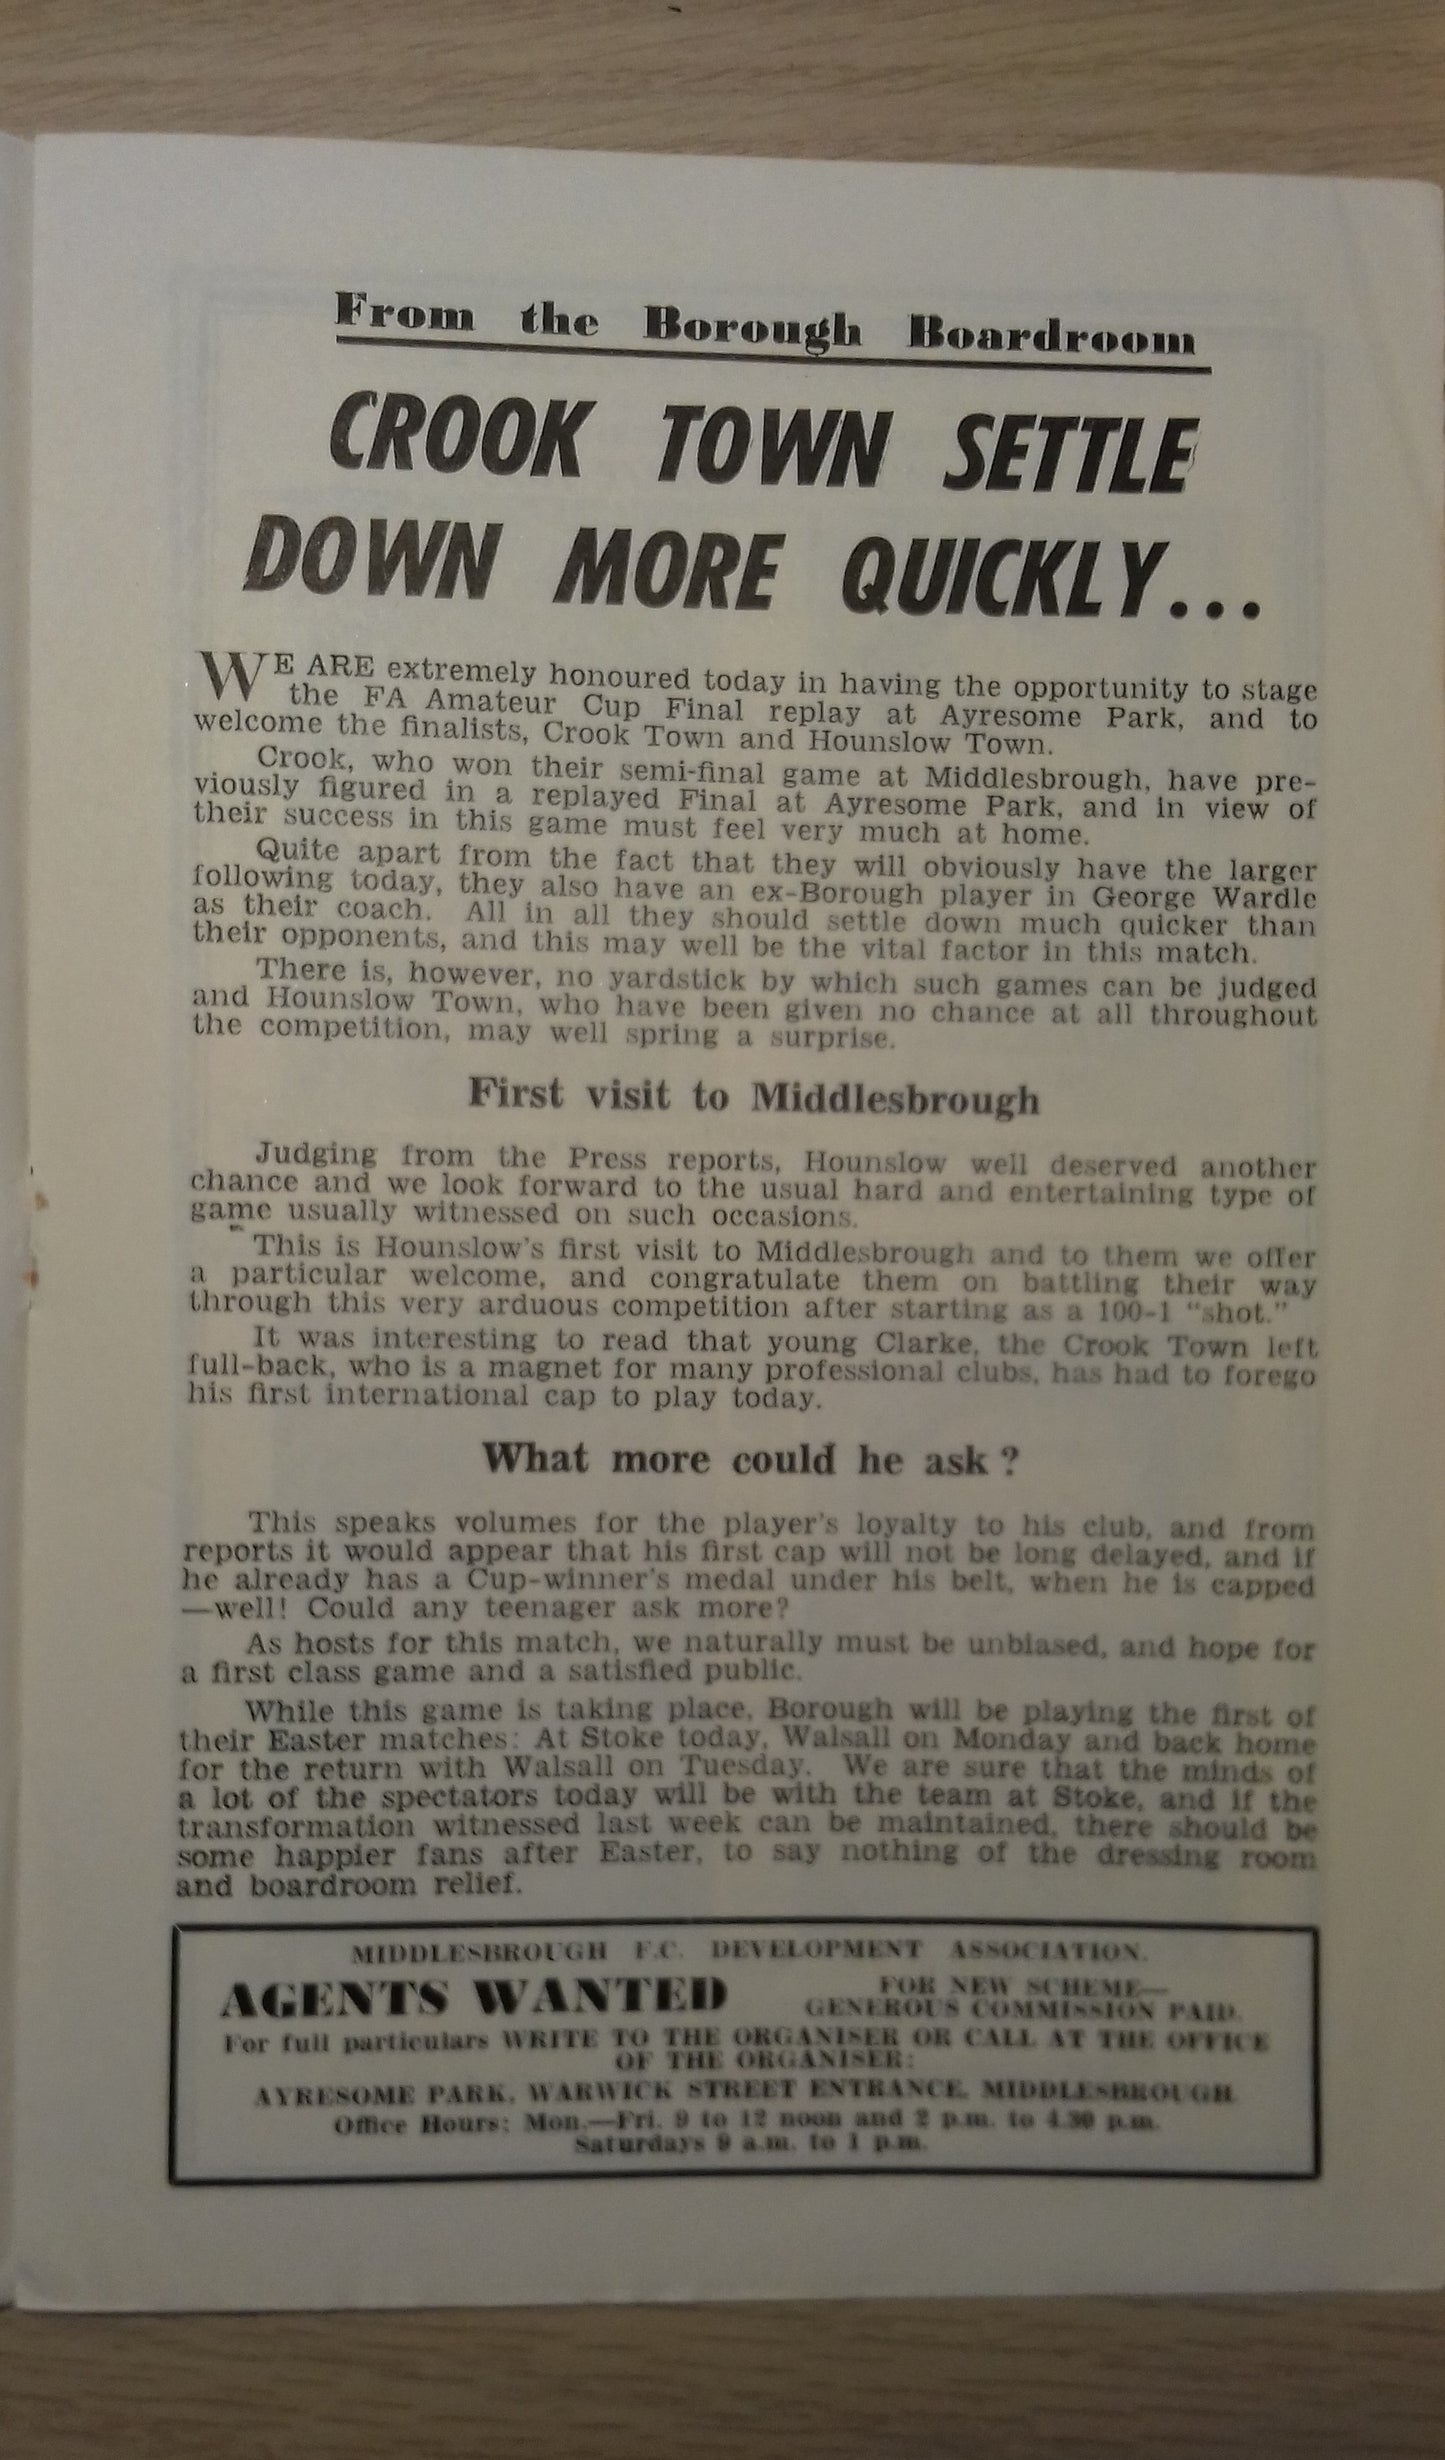 From the Borough Boardroom
CROOK TOWN SETTLE
DOWN MORE QUICKLY...
WE ARE extremely honoured today in having the opportunity to stage
the FA Amateur Cup Final replay at Ayresome Park, and to
welcome the finalists, Crook Town and Hounslow Town.
Crook, who won their semi-final game at Middlesbrough, have pre-
viously figured in a replayed Final at Ayresome Park, and in view of
their success in this game must feel very much at home.
Quite apart from the fact that they will obviously have the larger
following today, they also have an ex-Borough player in George Wardle
as their coach. All in all they should settle down much quicker than
their opponents, and this may well be the vital factor in this match.
There is, however, no yardstick by which such games can be judged
and Hounslow Town, who have been given no chance at all throughout
the competition, may well spring a surprise.
First visit to Middlesbrough
Judging from the Press reports, Hounslow well deserved another
chance and we look forward to the usual hard and entertaining type of
game usually witnessed on such occasions.
This is Hounslow's first visit to Middlesbrough and to them we offer
a particular welcome, and congratulate them on battling their way
through this very arduous competition after starting as a 100-1 "shot."
It was interesting to read that young Clarke, the Crook Town left
full-back, who is a magnet for many professional clubs, has had to forego
his first international cap to play today.
What more could he ask ?
This speaks volumes for the player's loyalty to his club, and from
reports it would appear that his first cap will not be long delayed, and if
he already has a Cup-winner's medal under his belt, when he is capped
—well! Could any teenager ask more?
As hosts for this match, we naturally must be unbiased, and hope for
a first class game and a satisfied public.
While this game is taking place, Borough will be playing the first of
their Easter matches: At Stoke today, Walsall on Monday and back home
for the return with Walsall on Tuesday. We are sure that the minds of
a lot of the spectators today will be with the team at Stoke, and if the
transformation witnessed last week can be maintained, there should be
some happier fans after Easter, to say nothing of the dressing room
and boardroom relief.
MIDDLESBROUGH F.C. DEVELOPMENT ASSOCIATION.
AGENTS WANTED
FOR NEW SCHEME—
GENEROUS COMMISSION PAID.
For full particulars WRITE TO THE ORGANISER OR CALL AT THE OFFICE
OF THE ORGANISER:
AYRESOME PARK, WARWICK STREET ENTRANCE, MIDDLESBROUGH.
Office Hours: Mon.—Fri. 9 to 12 noon and 2 p.m. to 4.30 p.m.
Saturdays 9 a.m. to 1 p.m.